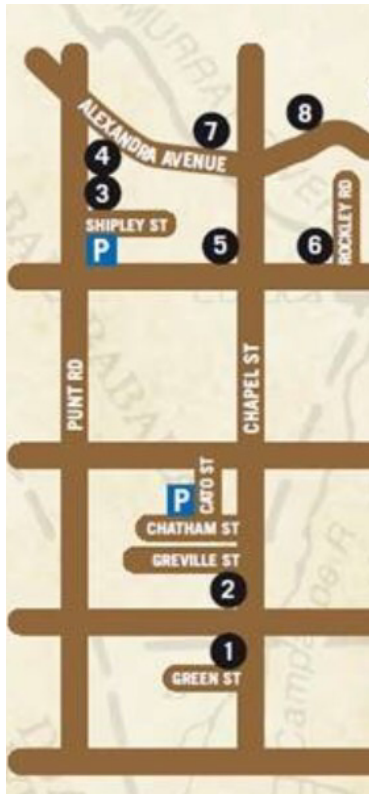 MURRA
8
7
ALEXANDRA AVENUE
4
3
SHIPLEY ST
P
5
6
ROCKLEY RD
PUNT RD
CHAPEL ST
CATO ST
P
CHATHAM ST
GREVILLE ST
2
1
GREEN ST